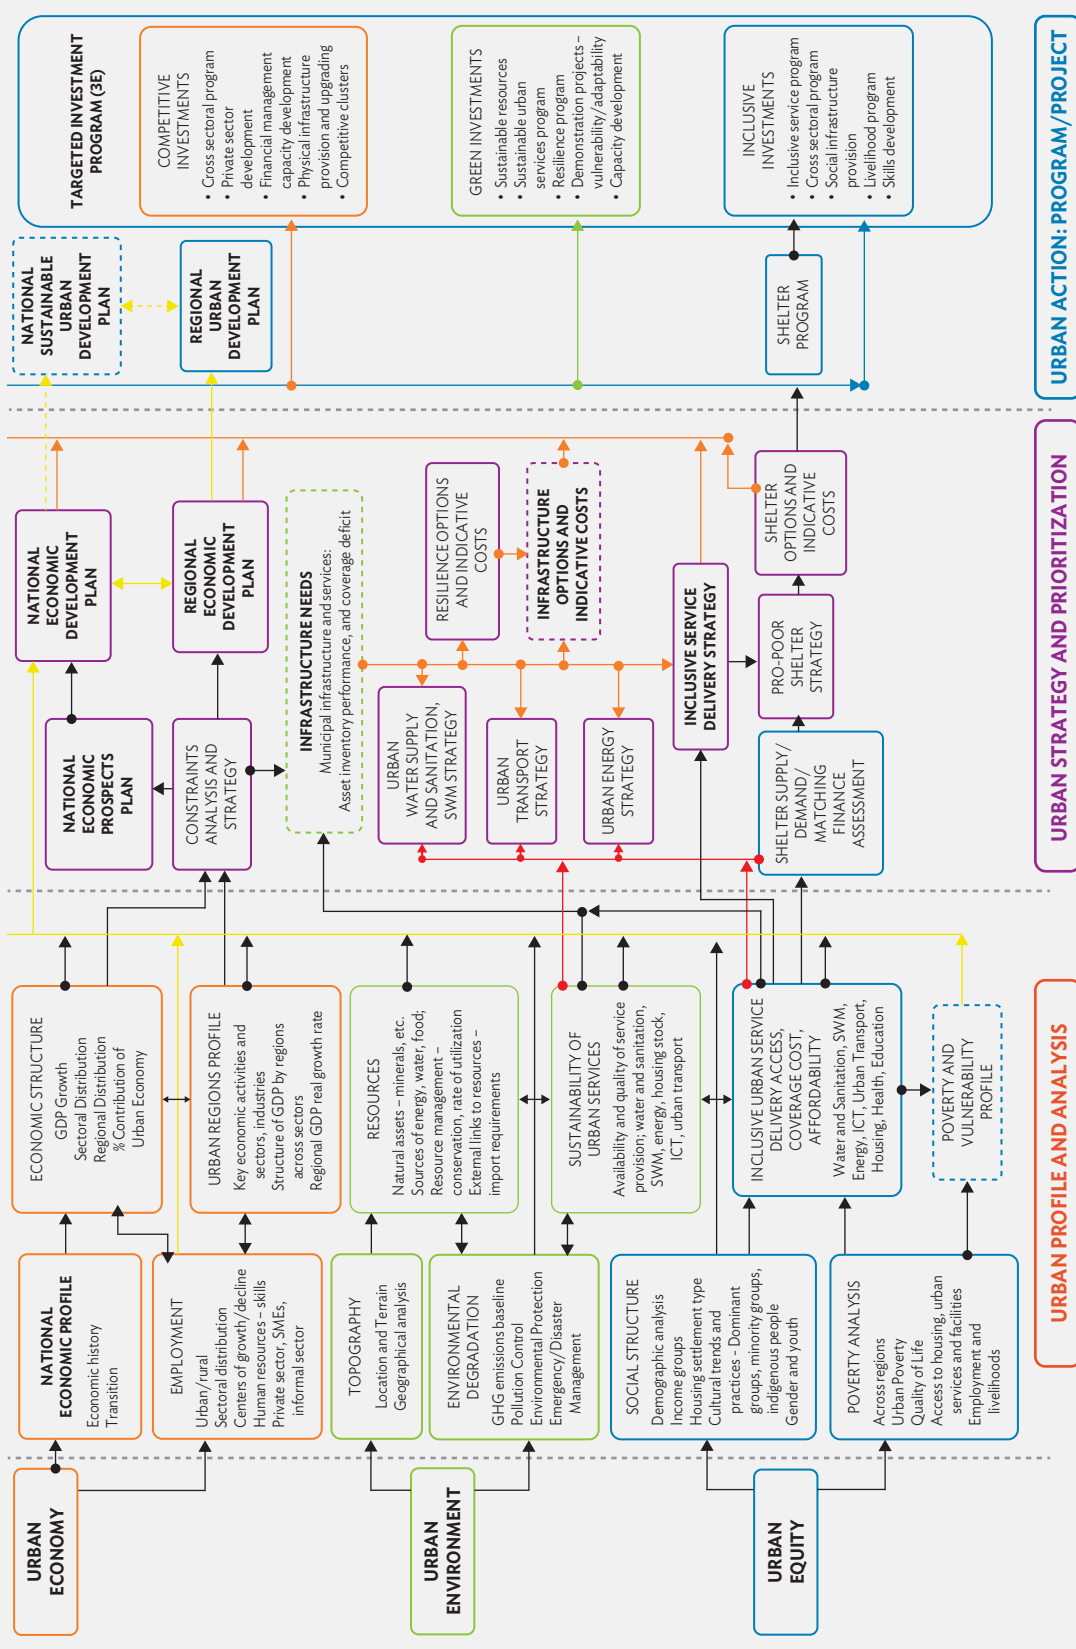 URBAN
ECONOMY
URBAN
ENVIRONMENT
URBAN
EQUITY
NATIONAL
ECONOMIC PROFILE
Economic history
Transition
EMPLOYMENT
Urban/rural
Sectoral distribution
Centers of growth/decline
Human resources – skills
Private sector, SMEs,
informal sector
TOPOGRAPHY
Location and Terrain
Geographical analysis
ENVIRONMENTAL
DEGRADATION
GHG emissions baseline
Pollution Control
Environmental Protection
Emergency/Disaster
Management
SOCIAL STRUCTURE
Demographic analysis
Income groups
Housing settlement type
Cultural trends and
practices – Dominant
groups, minority groups,
indigenous people
Gender and youth
POVERTY ANALYSIS
Across regions
Urban Poverty
Quality of Life
Access to housing, urban
services and facilities
Employment and
livelihoods
ECONOMIC STRUCTURE
GDP Growth
Sectoral Distribution
Regional Distribution
% Contribution of
Urban Economy
URBAN REGIONS PROFILE
Key economic activities and
sectors, industries
Structure of GDP by regions
across sectors
Regional GDP real growth rate
RESOURCES
Natural assets – minerals, etc.
Sources of energy, water, food;
Resource management –
conservation, rate of utilization
External links to resources –
import requirements
SUSTAINABILITY OF
URBAN SERVICES
Availability and quality of service
provision; water and sanitation,
SWM, energy, housing stock,
ICT, urban transport
INCLUSIVE URBAN SERVICE
DELIVERY ACCESS,
COVERAGE COST,
AFFORDABILITY
Water and Sanitation, SWM,
Energy, ICT, Urban Transport,
Housing, Health, Education
POVERTY AND
VULNERABILITY
PROFILE
URBAN PROFILE AND ANALYSIS
NATIONAL
ECONOMIC
PROSPECTS
PLAN
CONSTRAINTS
ANALYSIS AND
STRATEGY
NATIONAL
ECONOMIC
DEVELOPMENT
PLAN
REGIONAL
ECONOMIC
DEVELOPMENT
PLAN
INFRASTRUCTURE NEEDS
Municipal infrastructure and services:
Asset inventory performance, and coverage deficit
URBAN
WATER SUPPLY
AND SANITATION,
SWM STRATEGY
URBAN
TRANSPORT
STRATEGY
URBAN ENERGY
STRATEGY
RESILIENCE OPTIONS
AND INDICATIVE
COSTS
INFRASTRUCTURE
OPTIONS AND
INDICATIVE COSTS
INCLUSIVE SERVICE
DELIVERY STRATEGY
SHELTER SUPPLY/
DEMAND/
MATCHING
FINANCE
ASSESSMENT
PRO-POOR
SHELTER
STRATEGY
SHELTER
OPTIONS AND
INDICATIVE
COSTS
URBAN STRATEGY AND PRIORITIZATION
NATIONAL
SUSTAINABLE
URBAN
DEVELOPMENT
PLAN
REGIONAL
URBAN
DEVELOPMENT
PLAN
SHELTER
PROGRAM
TARGETED INVESTMENT
PROGRAM (3E)
COMPETITIVE
INVESTMENTS
• Cross sectoral program
• Private sector
development
• Financial management
capacity development
• Physical infrastructure
provision and upgrading
• Competitive clusters
GREEN INVESTMENTS
• Sustainable resources
• Sustainable urban
services program
• Resilience program
• Demonstration projects –
vulnerability/adaptability
• Capacity development
INCLUSIVE
INVESTMENTS
• Inclusive service program
• Cross sectoral program
• Social infrastructure
provision
• Livelihood program
• Skills development
URBAN ACTION: PROGRAM/PROJECT